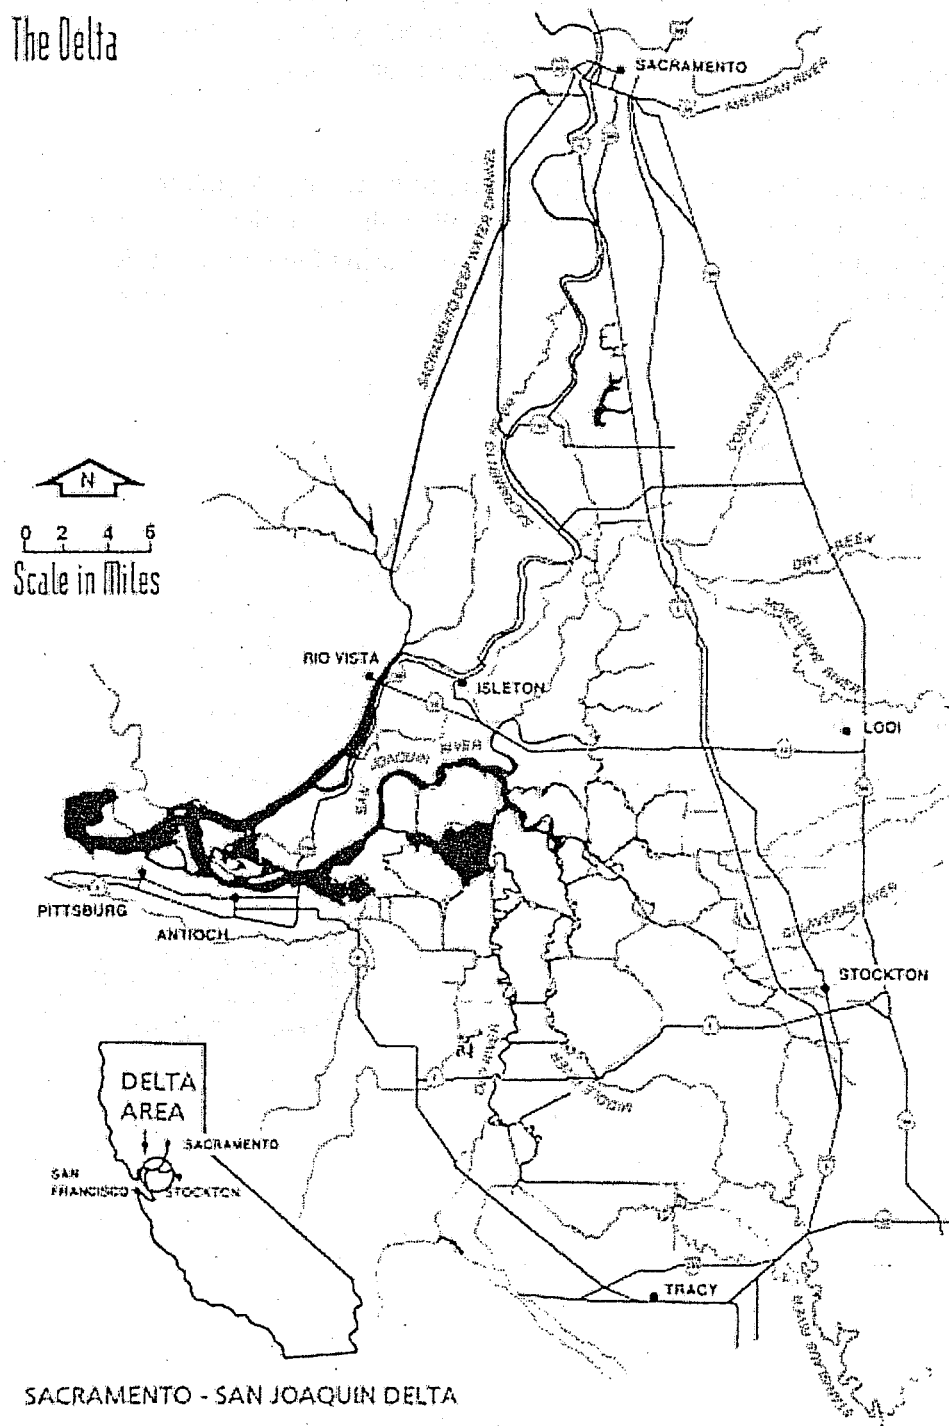 The Delta
SACRAMENTO
AMERICAN RIVER
SACRAMENTO DEEP WATER CHANNEL
COSUMNES RIVER
N
0 2 4 6
Scale in Miles
SACRAMENTO
DRY CREEK
MOKELUMNE RIVER
RIO VISTA
ISLETON
LODI
SAN JOAQUIN RIVER
PITTSBURG
ANTIOCH
CALAVERAS RIVER
STOCKTON
OLD RIVER
MIDDLE RIVER
DELTA
AREA
SACRAMENTO
SAN
FRANCISCO
STOCKTON
TRACY
SACRAMENTO - SAN JOAQUIN DELTA